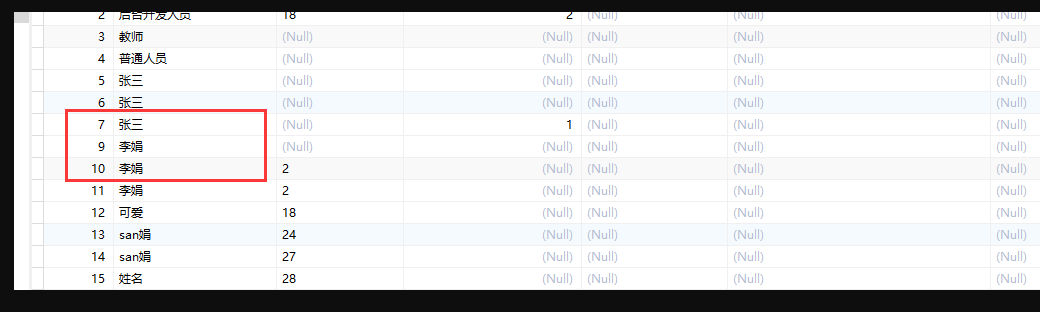 2 后台开发人员 18 2 (Null) (Null) (Null)
3 教师 (Null) (Null) (Null) (Null) (Null)
4 普通人员 (Null) (Null) (Null) (Null) (Null)
5 张三 (Null) (Null) (Null) (Null) (Null)
6 张三 (Null) (Null) (Null) (Null) (Null)
7 张三 (Null) 1 (Null) (Null) (Null)
9 李娟 (Null) (Null) (Null) (Null) (Null)
10 李娟 2 (Null) (Null) (Null) (Null)
11 李娟 2 (Null) (Null) (Null) (Null)
12 可爱 18 (Null) (Null) (Null) (Null)
13 san娟 24 (Null) (Null) (Null) (Null)
14 san娟 27 (Null) (Null) (Null) (Null)
15 姓名 28 (Null) (Null) (Null) (Null)